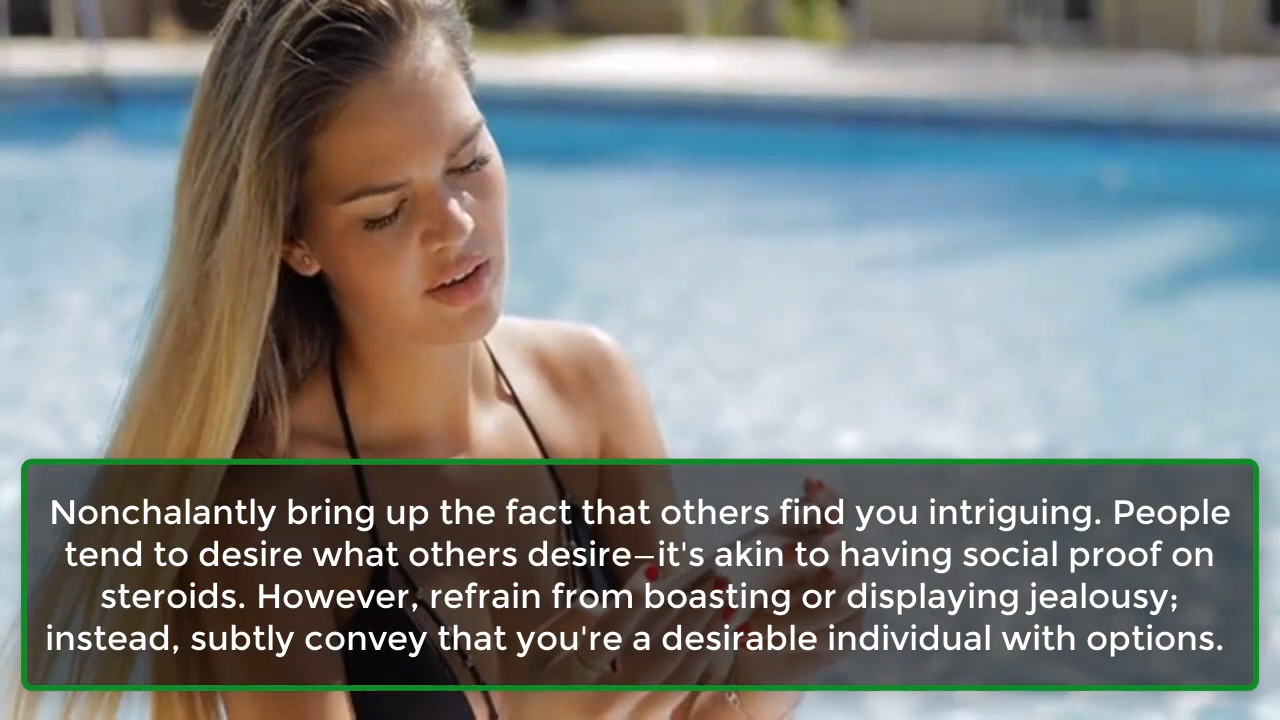 Nonchalantly bring up the fact that others find you intriguing. People
tend to desire what others desire—it's akin to having social proof on
steroids. However, refrain from boasting or displaying jealousy;
instead, subtly convey that you're a desirable individual with options.